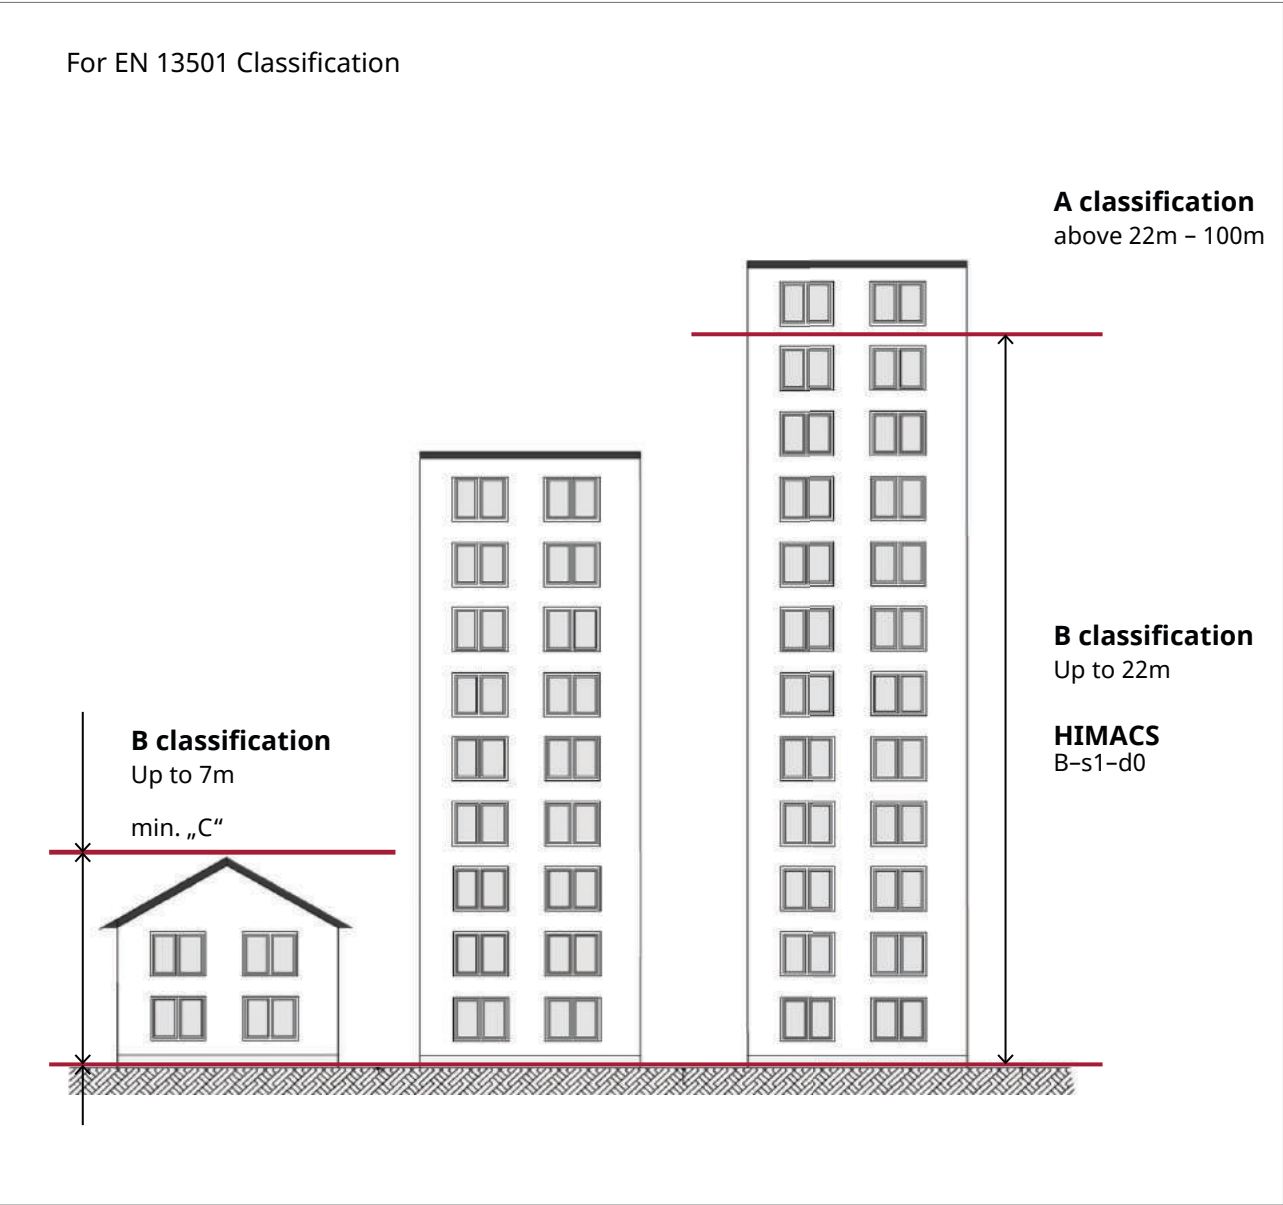 For EN 13501 Classification
A classification
above 22m – 100m
B classification
Up to 22m
HIMACS
B–s1–d0
B classification
Up to 7m
min. „C“